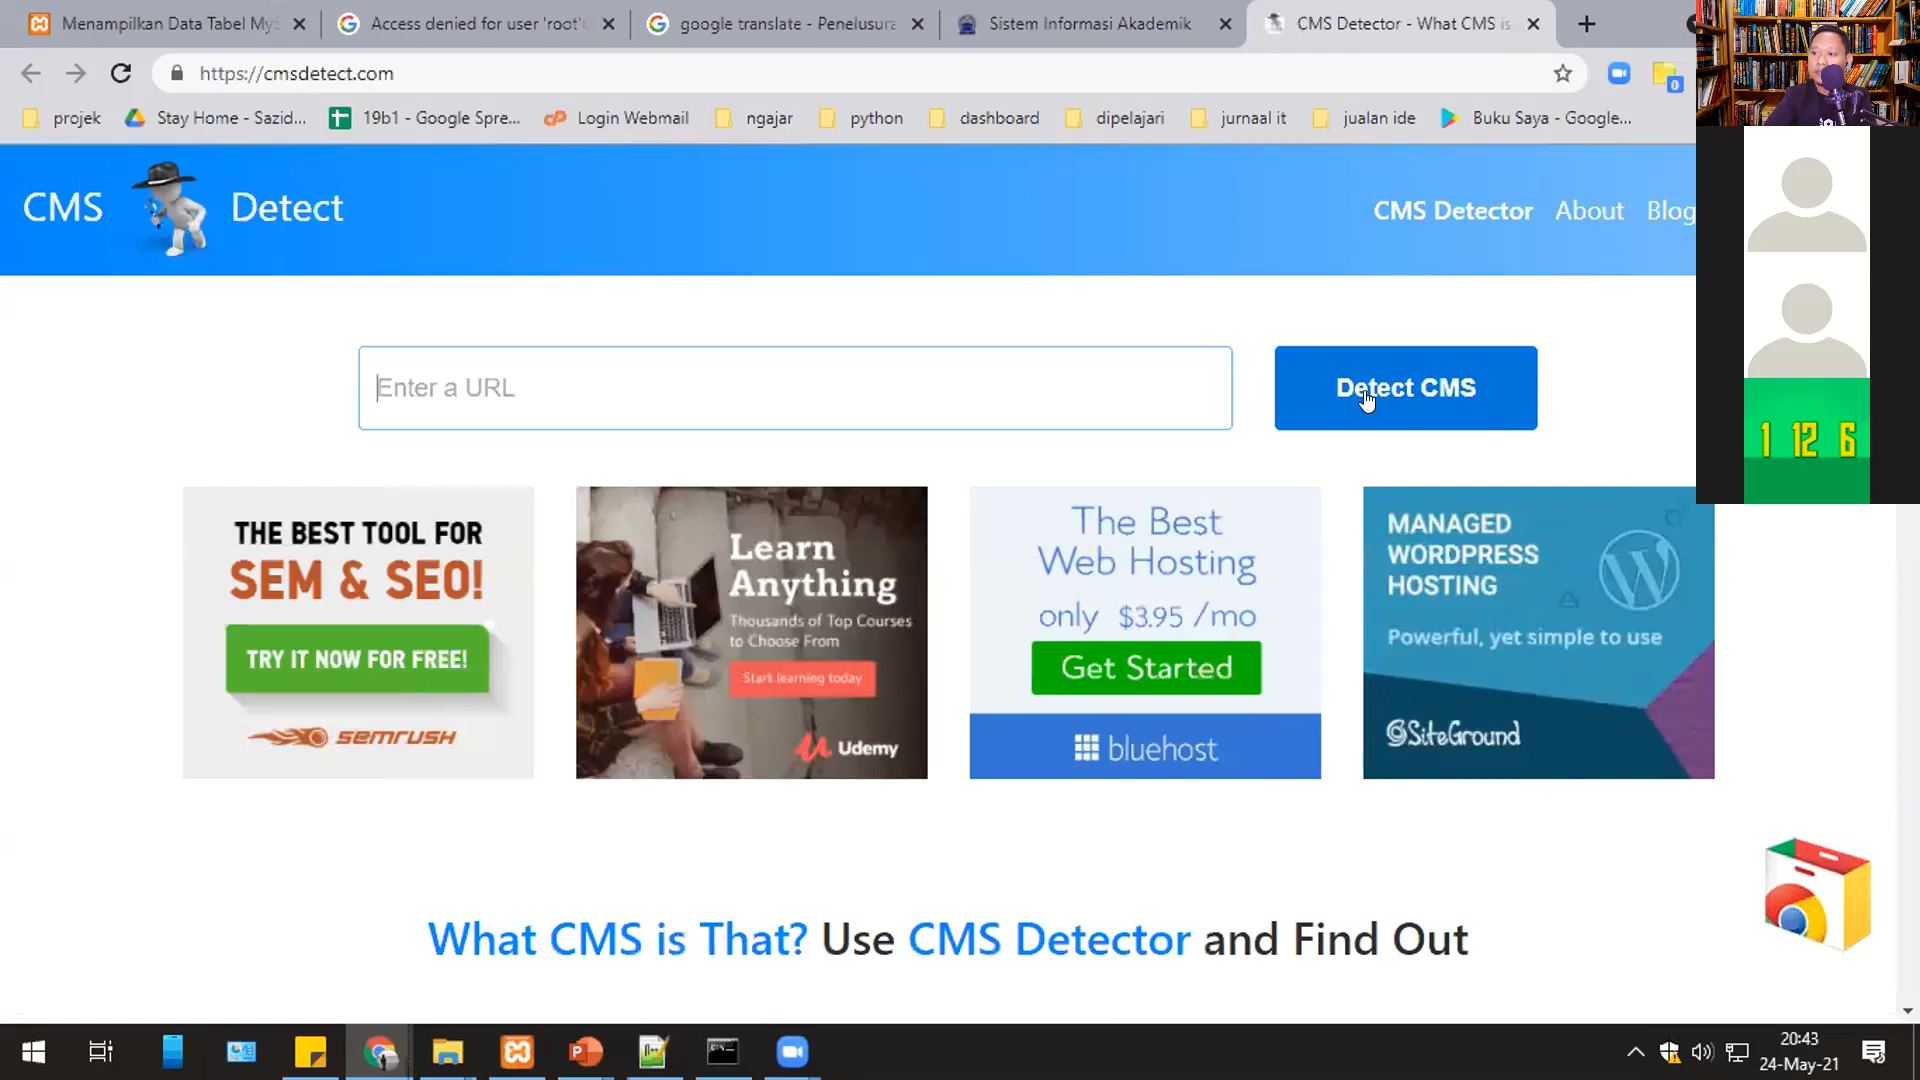 Menampilkan Data Tabel MyS
Access denied for user 'root'
google translate - Penelusura
Sistem Informasi Akademik
CMS Detector - What CMS is
https://cmsdetect.com
0
projek
Stay Home - Sazid...
19b1 - Google Spre...
Login Webmail
ngajar
python
dashboard
dipelajari
jurnaal it
jualan ide
Buku Saya - Google...
CMS Detect
CMS Detector
About
Blog
Enter a URL
Detect CMS
1 12 6
THE BEST TOOL FOR
SEM & SEO!
TRY IT NOW FOR FREE!
semrush
Learn
Anything
Thousands of Top Courses
to Choose From
Start learning today
Udemy
The Best
Web Hosting
only $3.95 /mo
Get Started
bluehost
MANAGED
WORDPRESS
HOSTING
Powerful, yet simple to use
SiteGround
What CMS is That? Use CMS Detector and Find Out
20:43
24-May-21